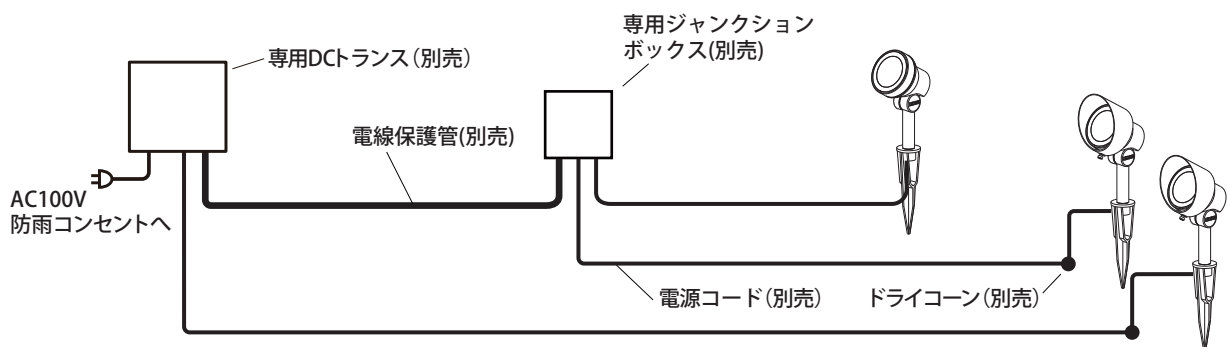 専用ジャンクション
ボックス(別売)
専用DCトランス（別売）
電線保護管(別売)
AC100V
防雨コンセントへ
電源コード（別売）
ドライコーン（別売）